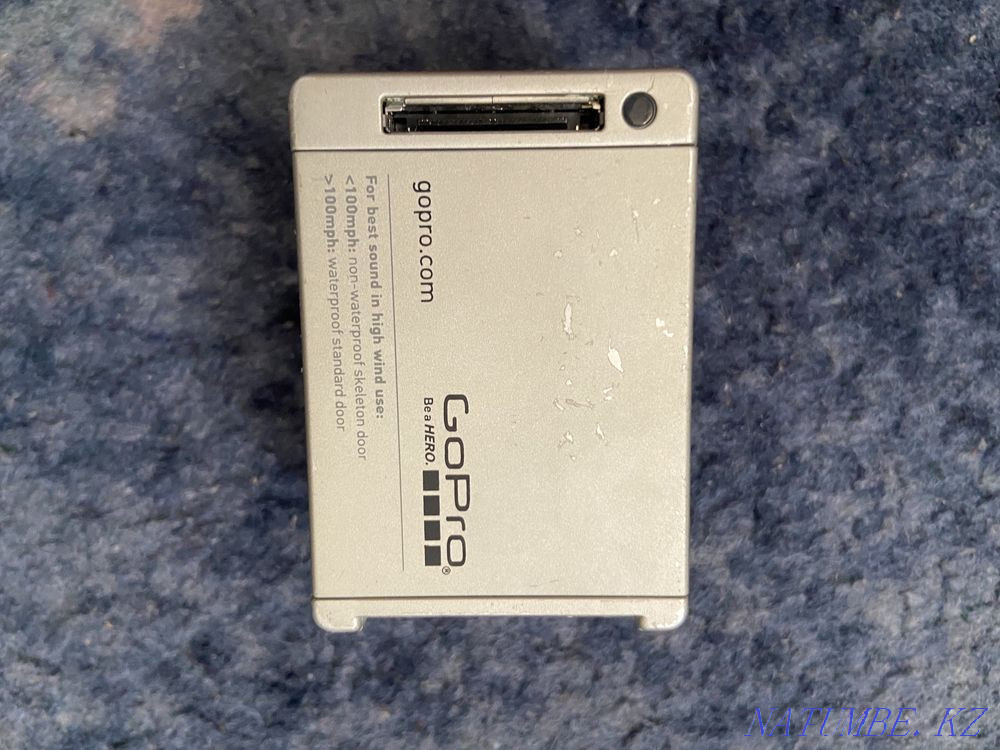 gopro.com
GoPro®
Be a HERO.
For best sound in high wind use:
<100mph: non-waterproof skeleton door
>100mph: waterproof standard door
NATUMBE.KZ